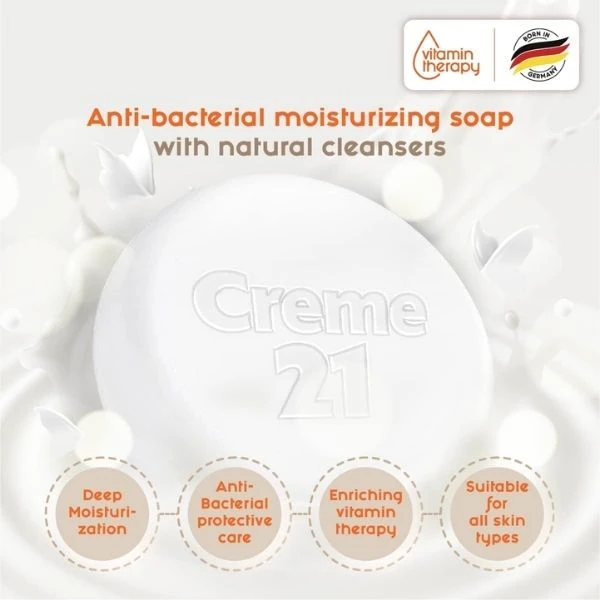 vitamin
therapy
BORN IN
GERMANY
Anti-bacterial moisturizing soap
with natural cleansers
Creme
21
Deep
Moisturi-
zation
Anti-
Bacterial
protective
care
Enriching
vitamin
therapy
Suitable
for
all skin
types